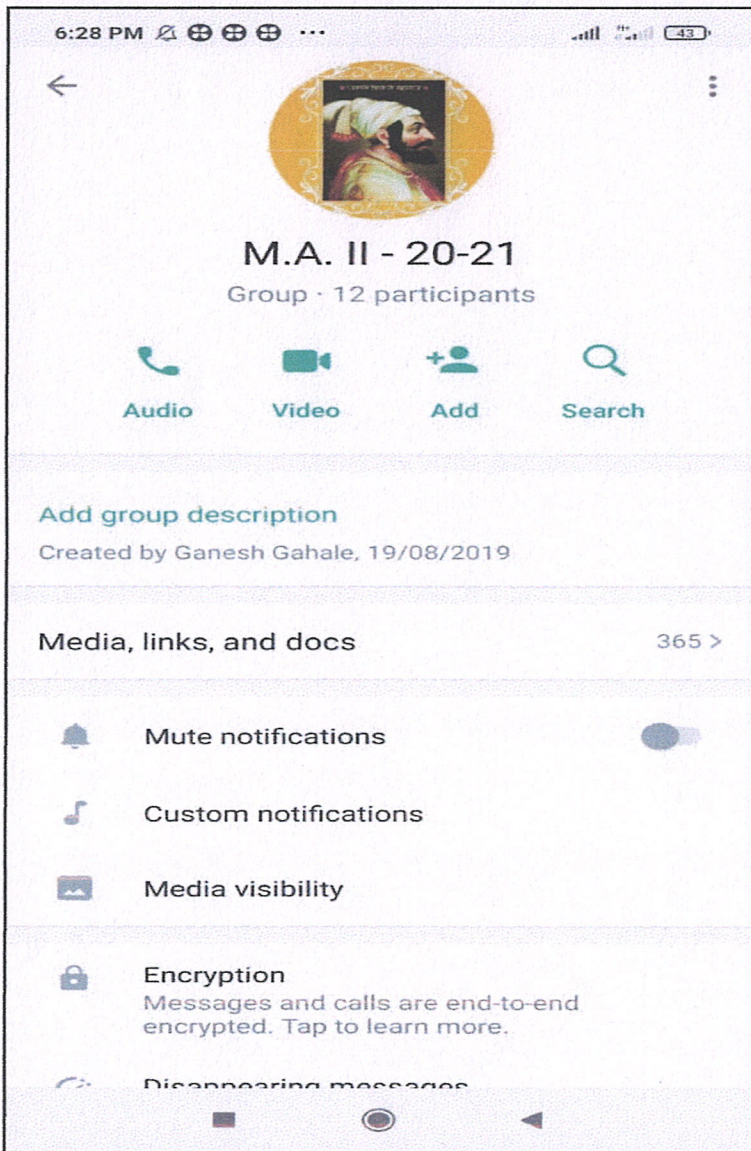 6:28 PM ... 43
M.A. II - 20-21
Group · 12 participants
Audio Video Add Search
Add group description
Created by Ganesh Gahale, 19/08/2019
Media, links, and docs 365 >
Mute notifications
Custom notifications
Media visibility
Encryption
Messages and calls are end-to-end
encrypted. Tap to learn more.
Disappearing messages